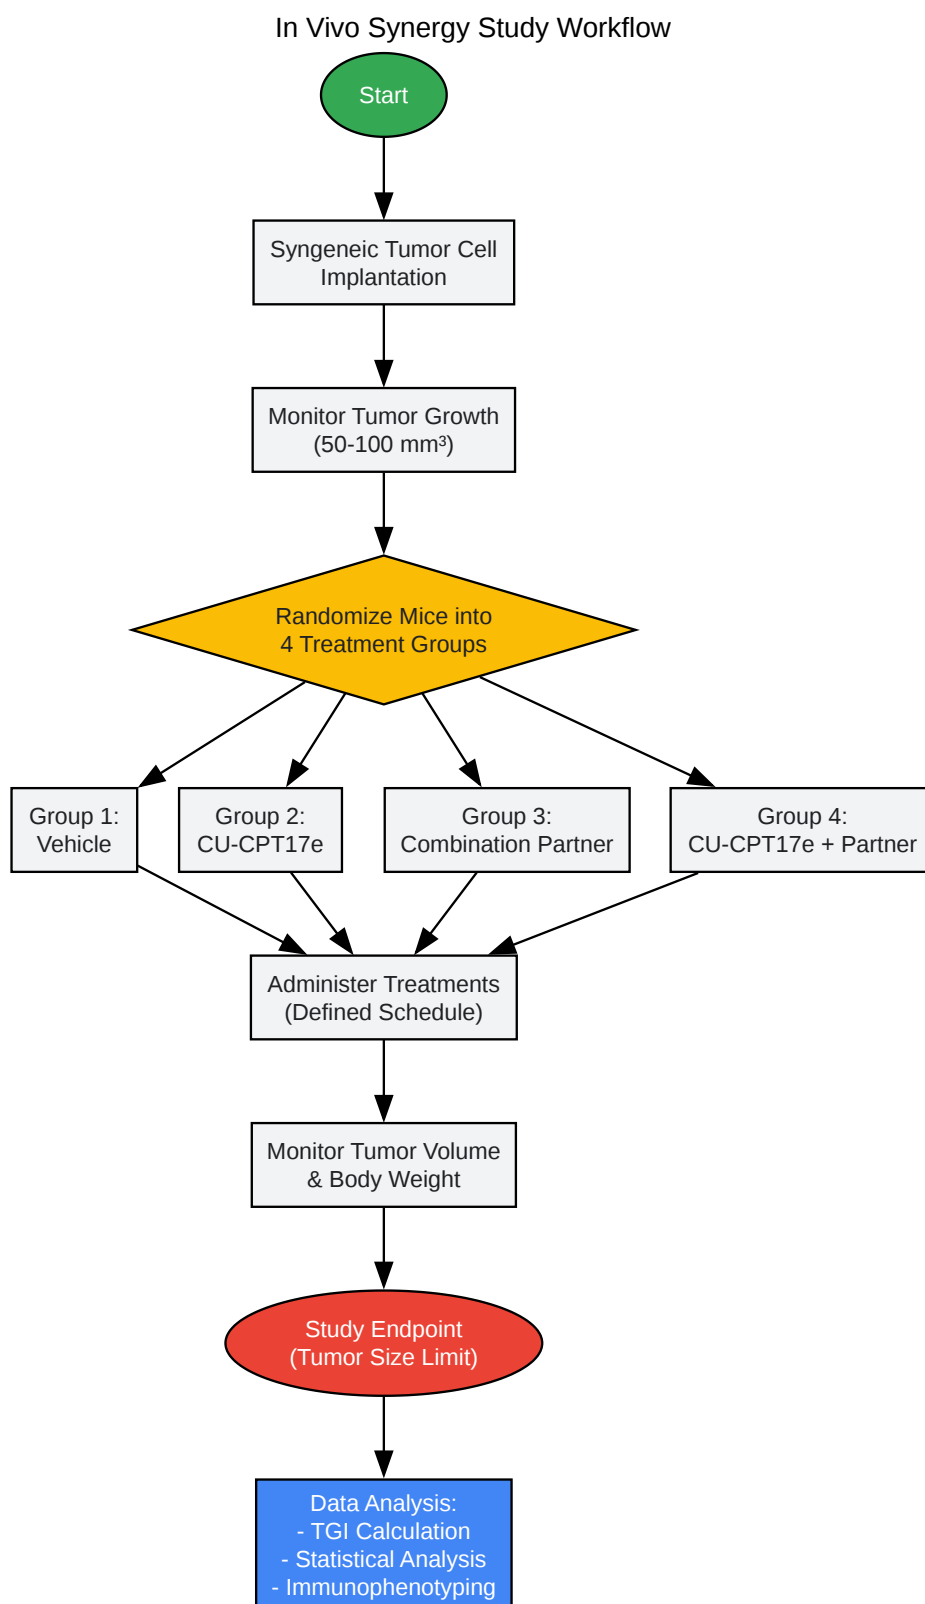 In Vivo Synergy Study Workflow
Start
Syngeneic Tumor Cell
Implantation
Monitor Tumor Growth
(50-100 mm³)
Randomize Mice into
4 Treatment Groups
Group 1:
Vehicle
Group 2:
CU-CPT17e
Group 3:
Combination Partner
Group 4:
CU-CPT17e + Partner
Administer Treatments
(Defined Schedule)
Monitor Tumor Volume
& Body Weight
Study Endpoint
(Tumor Size Limit)
Data Analysis:
- TGI Calculation
- Statistical Analysis
- Immunophenotyping